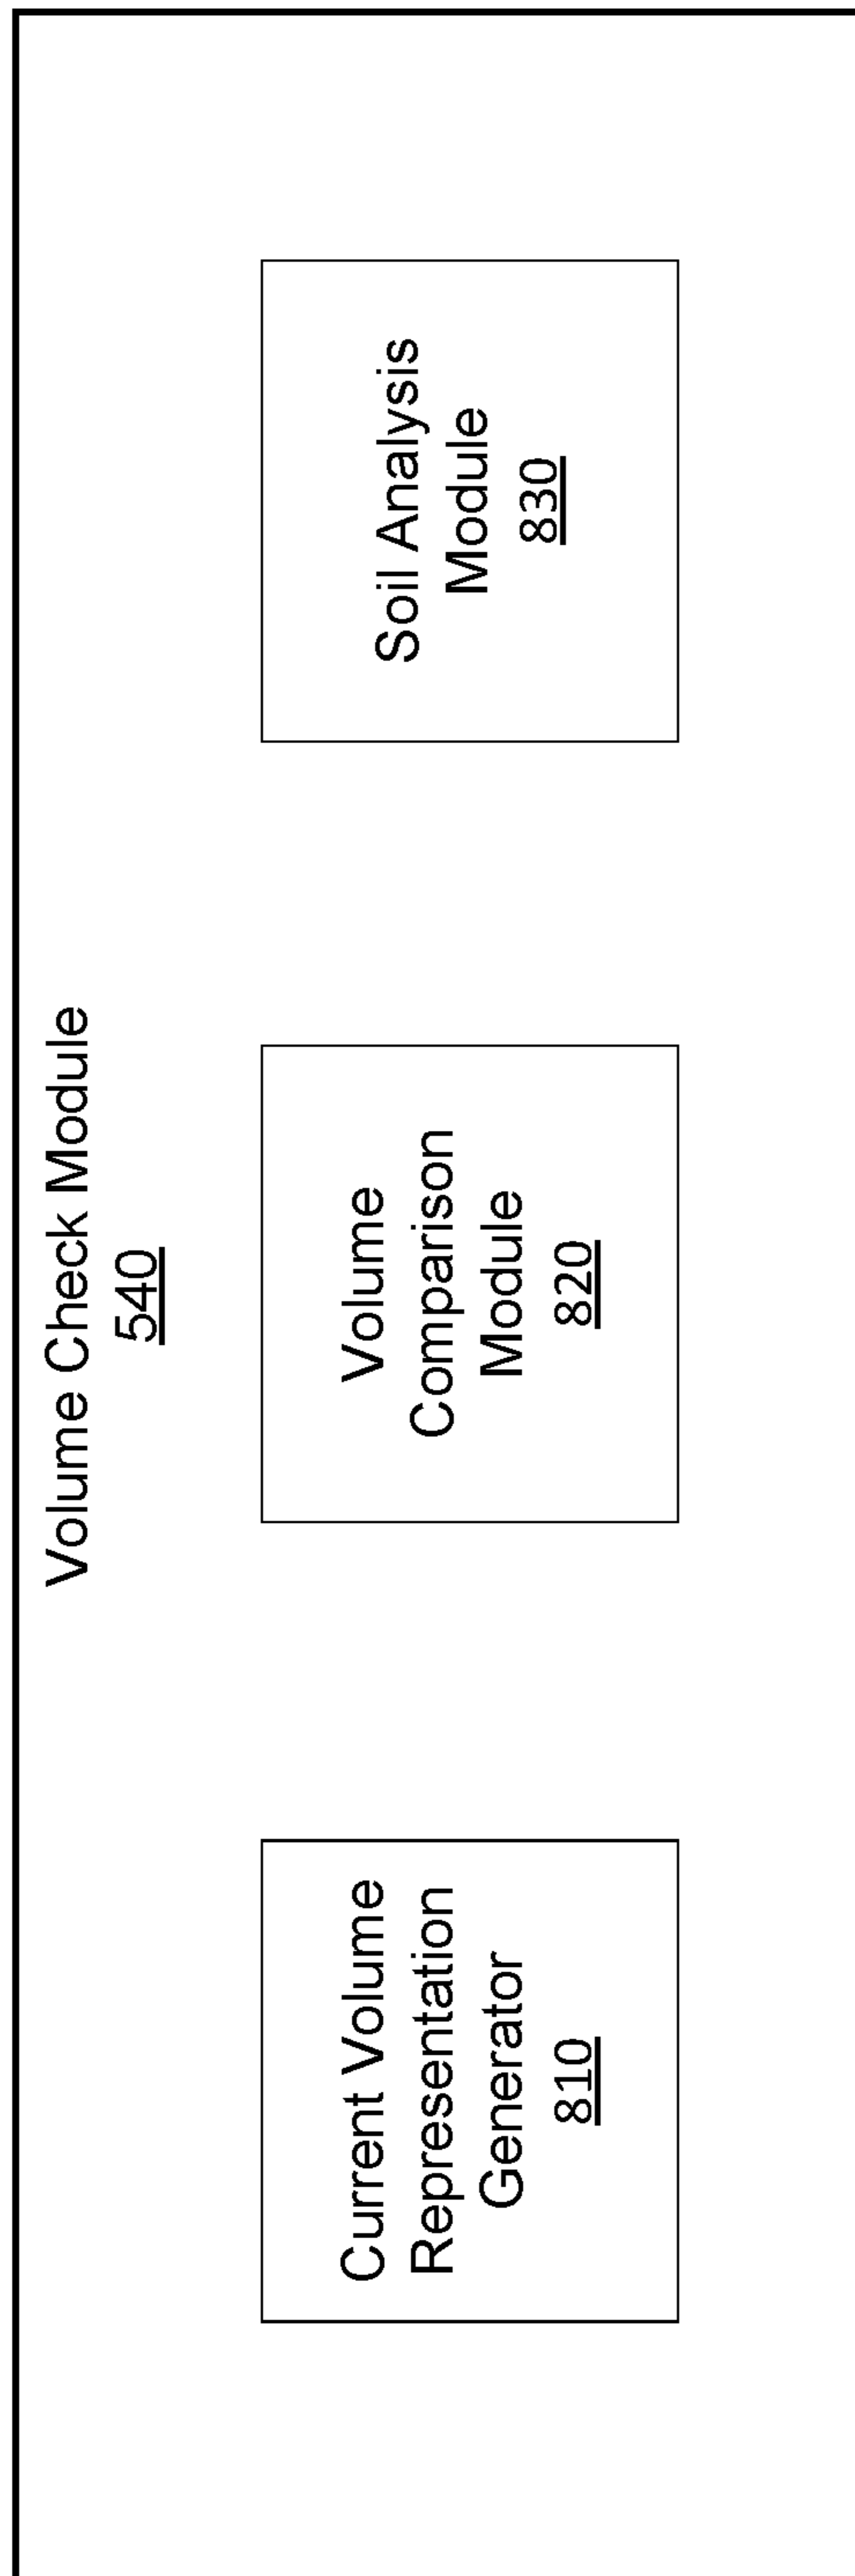 Volume Check Module
540
Current Volume
Representation
Generator
810
Volume
Comparison
Module
820
Soil Analysis
Module
830